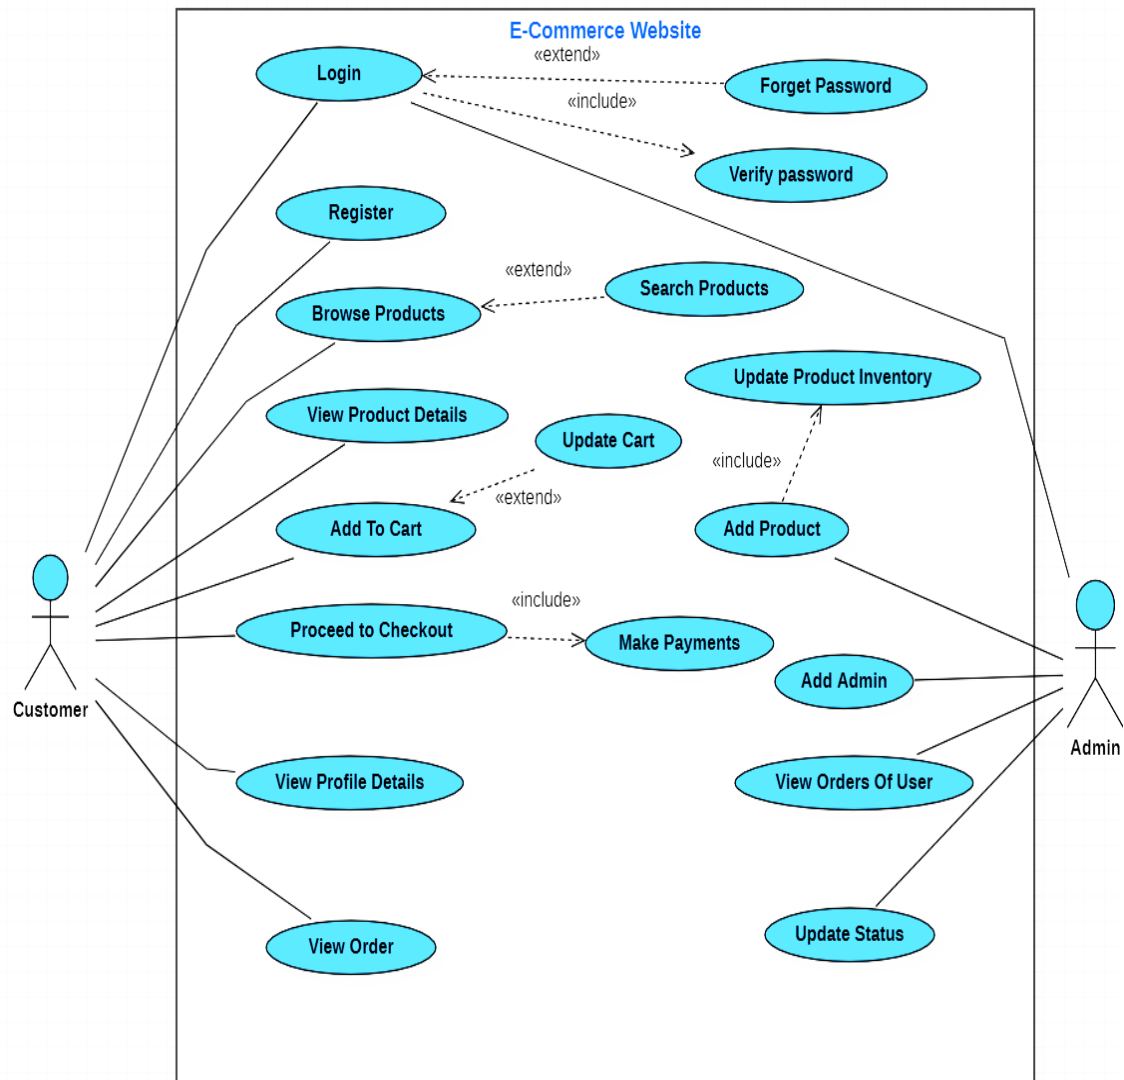 E-Commerce Website
«extend»
Login
Forget Password
«include»
Verify password
Register
«extend»
Search Products
Browse Products
Update Product Inventory
View Product Details
Update Cart
«include»
«extend»
Add To Cart
Add Product
«include»
Proceed to Checkout
Make Payments
Add Admin
Customer
Admin
View Profile Details
View Orders Of User
View Order
Update Status